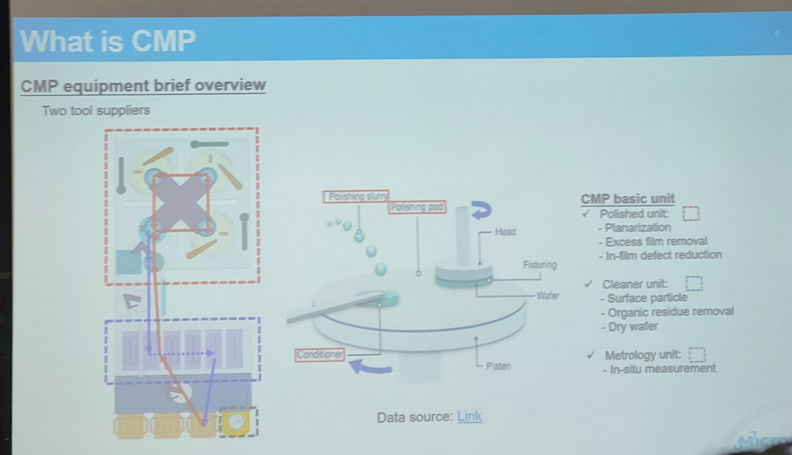 What is CMP
CMP equipment brief overview
Two tool suppliers
Polishing slurry
Polishing pad
Head
Fixturing
Wafer
Conditioner
Platen
Data source: Link
CMP basic unit
✓ Polished unit:
- Planarization
- Excess film removal
- In-film defect reduction
✓ Cleaner unit:
- Surface particle
- Organic residue removal
- Dry wafer
✓ Metrology unit:
- In-situ measurement
Micro